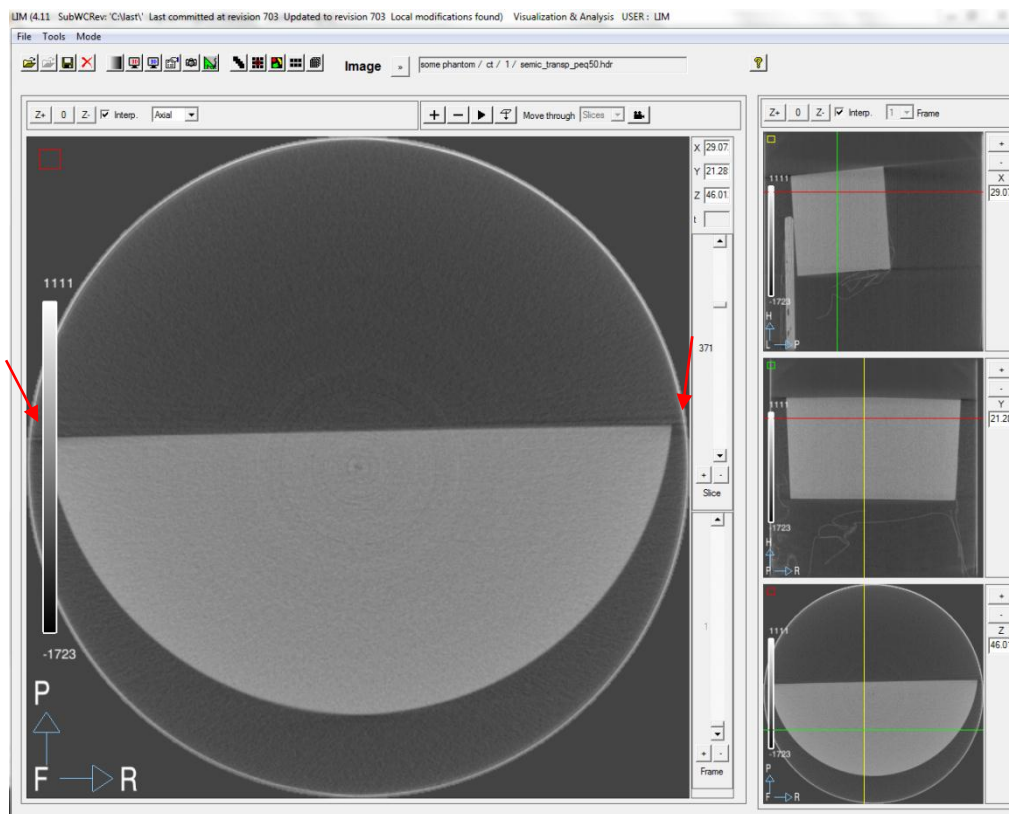 LIM (4.11 SubWCRev: 'C:\last\' Last committed at revision 703 Updated to revision 703 Local modifications found) Visualization & Analysis USER : LIM
File Tools Mode
Image » some phantom / ct / 1 / semic_transp_peq50.hdr ?
Z+ 0 Z- Interp. Axial + − Move through Slices
X 29.07
Y 21.28
Z 46.01
t
1111
-1723
P
F R
371
+ -
Slice
1
+ -
Frame
Z+ 0 Z- Interp. 1 Frame
1111
-1723
H
L P
+
-
X
29.07
1111
-1723
H
R
+
-
Y
21.28
1111
-1723
P
F R
+
-
Z
46.01